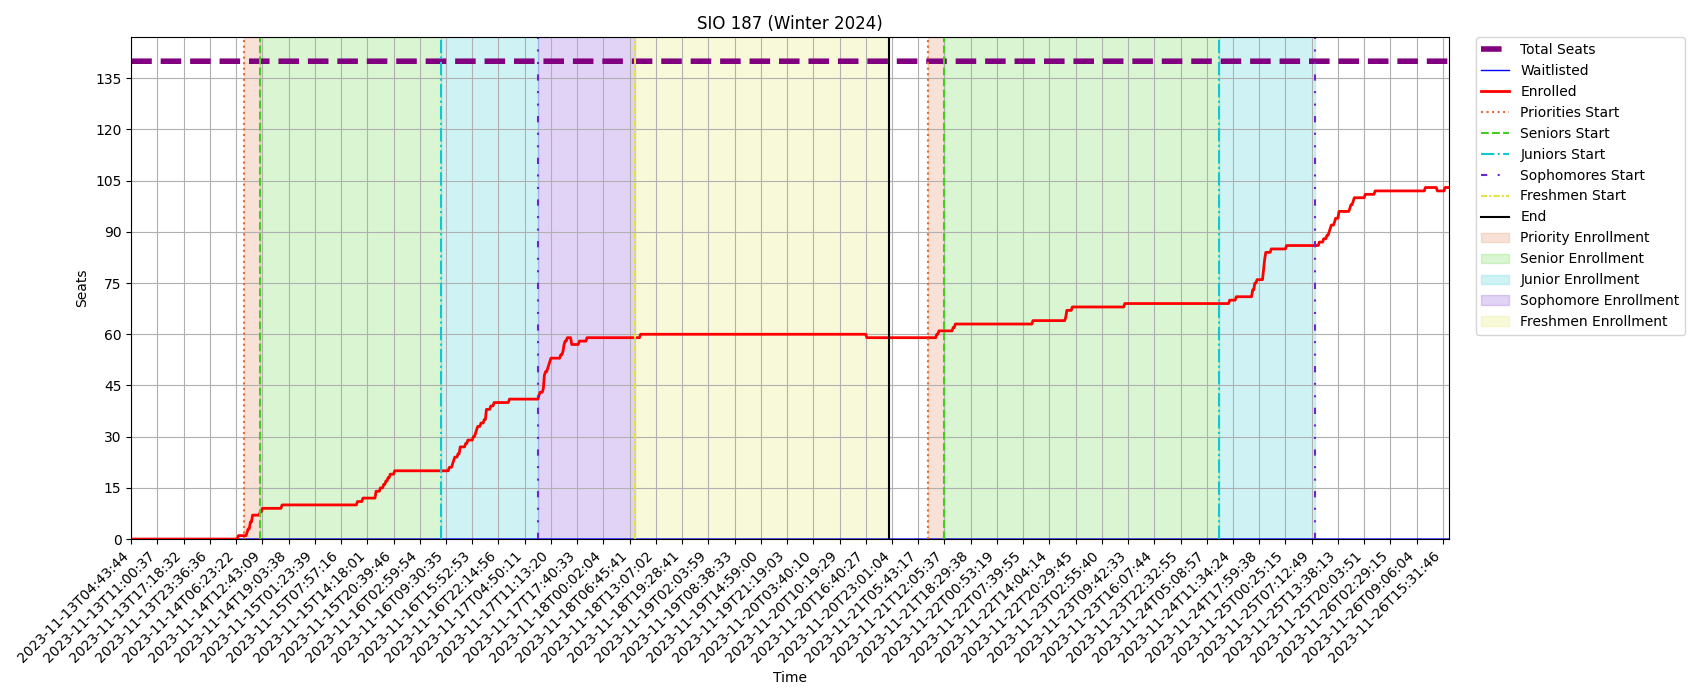 SIO 187 (Winter 2024)
Seats
135
120
105
90
75
60
45
30
15
0
2023-11-13T04:43:44
2023-11-13T11:00:37
2023-11-13T17:18:32
2023-11-13T23:36:36
2023-11-14T06:23:22
2023-11-14T12:43:09
2023-11-14T19:03:38
2023-11-15T01:23:39
2023-11-15T07:57:16
2023-11-15T14:18:01
2023-11-15T20:39:46
2023-11-16T02:59:54
2023-11-16T09:30:35
2023-11-16T15:52:53
2023-11-16T22:14:56
2023-11-17T04:50:11
2023-11-17T11:13:20
2023-11-17T17:40:33
2023-11-18T00:02:04
2023-11-18T06:45:41
2023-11-18T13:07:02
2023-11-18T19:28:41
2023-11-19T02:03:59
2023-11-19T08:38:33
2023-11-19T14:59:00
2023-11-19T21:19:03
2023-11-20T03:40:10
2023-11-20T10:19:29
2023-11-20T16:40:27
2023-11-20T23:01:04
2023-11-21T05:43:17
2023-11-21T12:05:37
2023-11-21T18:29:38
2023-11-22T00:53:19
2023-11-22T07:39:55
2023-11-22T14:04:14
2023-11-22T20:29:45
2023-11-23T02:55:40
2023-11-23T09:42:33
2023-11-23T16:07:44
2023-11-23T22:32:55
2023-11-24T05:08:57
2023-11-24T11:34:24
2023-11-24T17:59:38
2023-11-25T00:25:15
2023-11-25T07:12:49
2023-11-25T13:38:13
2023-11-25T20:03:51
2023-11-26T02:29:15
2023-11-26T09:06:04
2023-11-26T15:31:46
Time
Total Seats
Waitlisted
Enrolled
Priorities Start
Seniors Start
Juniors Start
Sophomores Start
Freshmen Start
End
Priority Enrollment
Senior Enrollment
Junior Enrollment
Sophomore Enrollment
Freshmen Enrollment